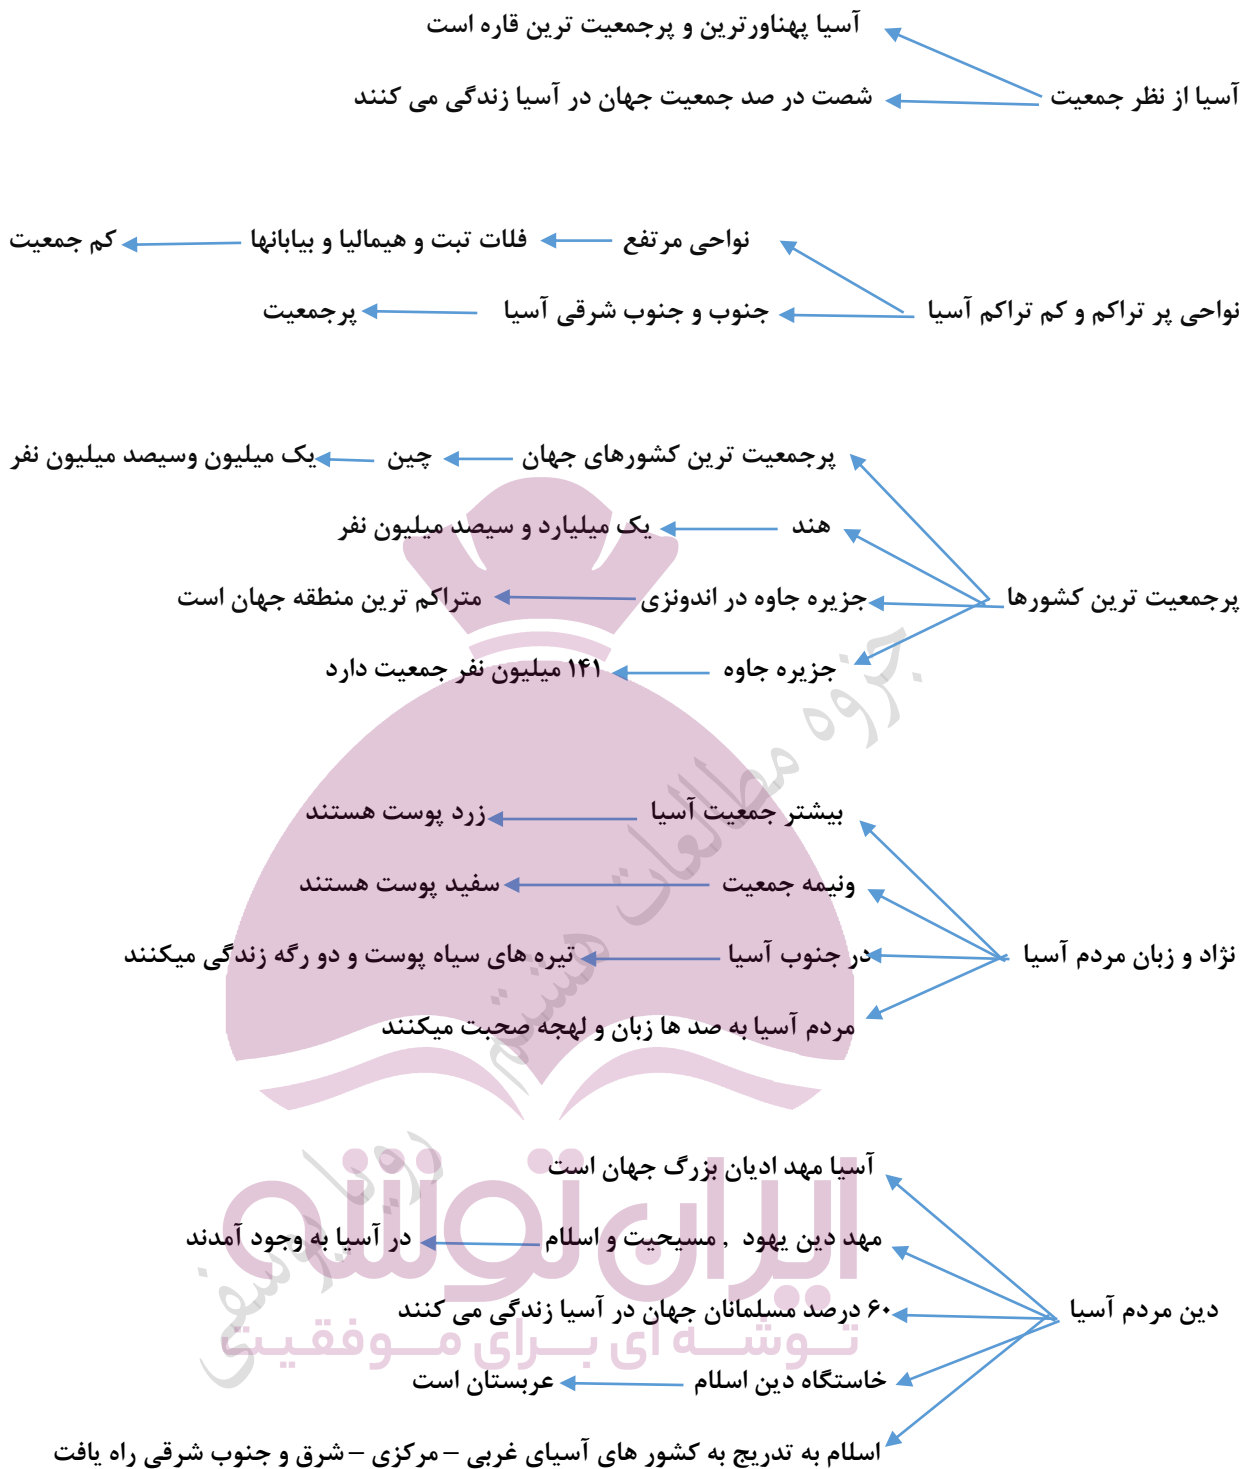 آسیا پهناورترین و پرجمعیت ترین قاره است
آسیا از نظر جمعیت شصت در صد جمعیت جهان در آسیا زندگی می کنند
نواحی مرتفع فلات تبت و هیمالیا و بیابانها کم جمعیت
نواحی پر تراکم و کم تراکم آسیا جنوب و جنوب شرقی آسیا پرجمعیت
پرجمعیت ترین کشورهای جهان چین یک میلیون وسیصد میلیون نفر
هند یک میلیارد و سیصد میلیون نفر
پرجمعیت ترین کشورها جزیره جاوه در اندونزی متراکم ترین منطقه جهان است
جزیره جاوه ۱۴۱ میلیون نفر جمعیت دارد
بیشتر جمعیت آسیا زرد پوست هستند
ونیمه جمعیت سفید پوست هستند
نژاد و زبان مردم آسیا در جنوب آسیا تیره های سیاه پوست و دو رگه زندگی میکنند
مردم آسیا به صد ها زبان و لهجه صحبت میکنند
آسیا مهد ادیان بزرگ جهان است
مهد دین یهود , مسیحیت و اسلام در آسیا به وجود آمدند
دین مردم آسیا ۶۰ درصد مسلمانان جهان در آسیا زندگی می کنند
خاستگاه دین اسلام عربستان است
اسلام به تدریج به کشور های آسیای غربی – مرکزی – شرق و جنوب شرقی راه یافت
جزوه مطالعات هشتم رویا یوسفی
ایران توشه
تـوشـه ای بـرای مـوفقیت